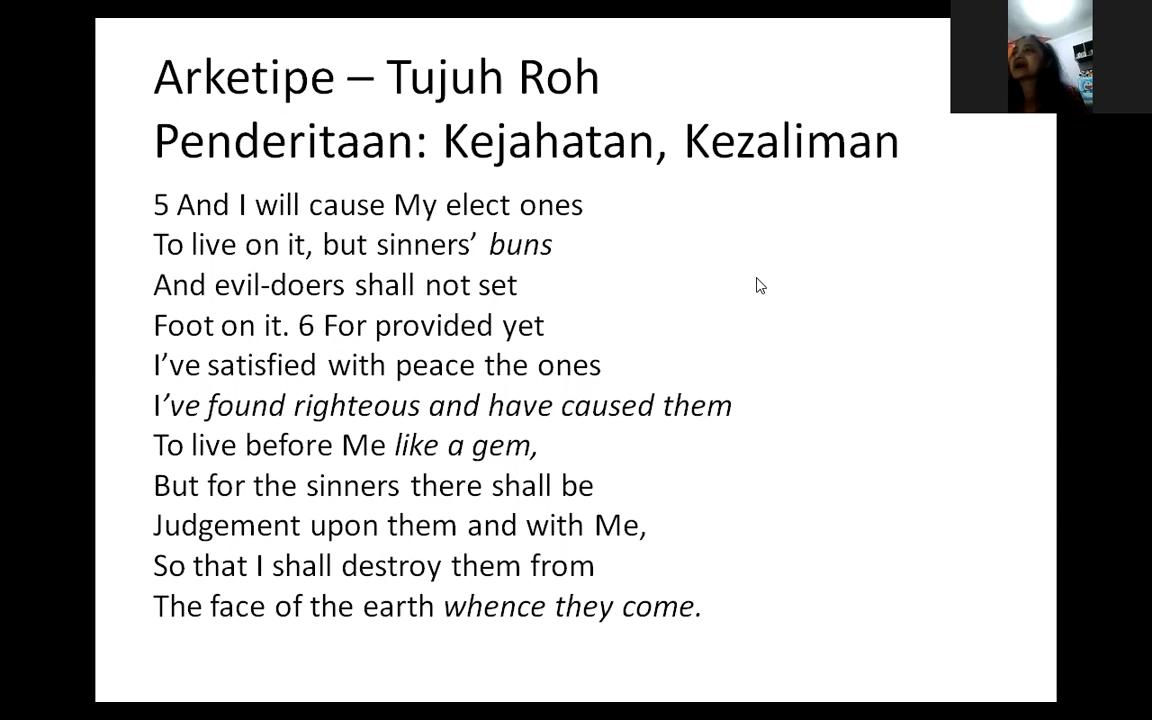 Arketipe – Tujuh Roh
Penderitaan: Kejahatan, Kezaliman
5 And I will cause My elect ones
To live on it, but sinners’ buns
And evil-doers shall not set
Foot on it. 6 For provided yet
I’ve satisfied with peace the ones
I’ve found righteous and have caused them
To live before Me like a gem,
But for the sinners there shall be
Judgement upon them and with Me,
So that I shall destroy them from
The face of the earth whence they come.